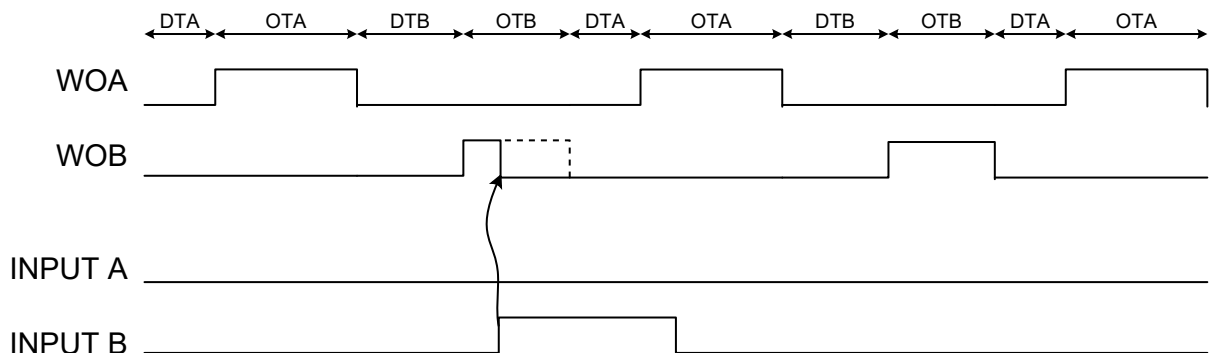 DTA OTA DTB OTB DTA OTA DTB OTB DTA OTA
WOA
WOB
INPUT A
INPUT B